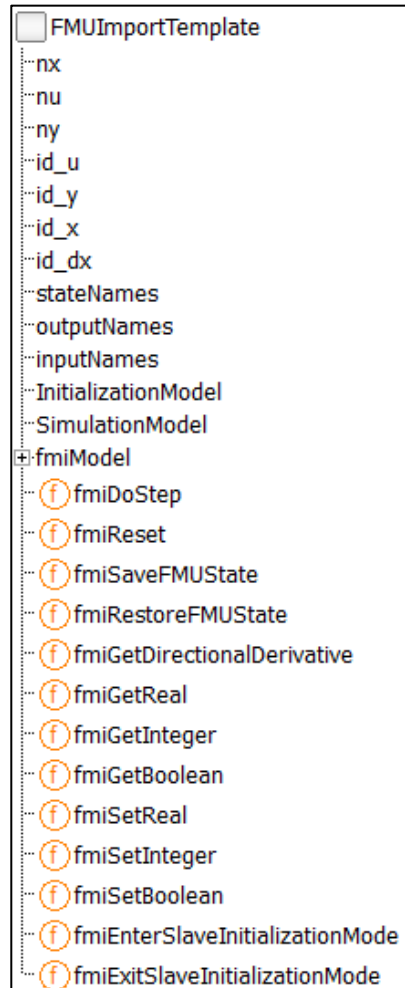 FMUImportTemplate
nx
nu
ny
id_u
id_y
id_x
id_dx
stateNames
outputNames
inputNames
InitializationModel
SimulationModel
fmiModel
f fmiDoStep
f fmiReset
f fmiSaveFMUState
f fmiRestoreFMUState
f fmiGetDirectionalDerivative
f fmiGetReal
f fmiGetInteger
f fmiGetBoolean
f fmiSetReal
f fmiSetInteger
f fmiSetBoolean
f fmiEnterSlaveInitializationMode
f fmiExitSlaveInitializationMode